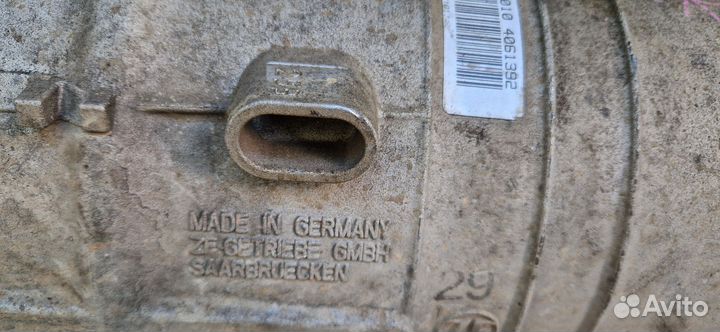 010 4061392
MADE IN GERMANY
ZF GETRIEBE GMBH
SAARBRUECKEN
29
Avito